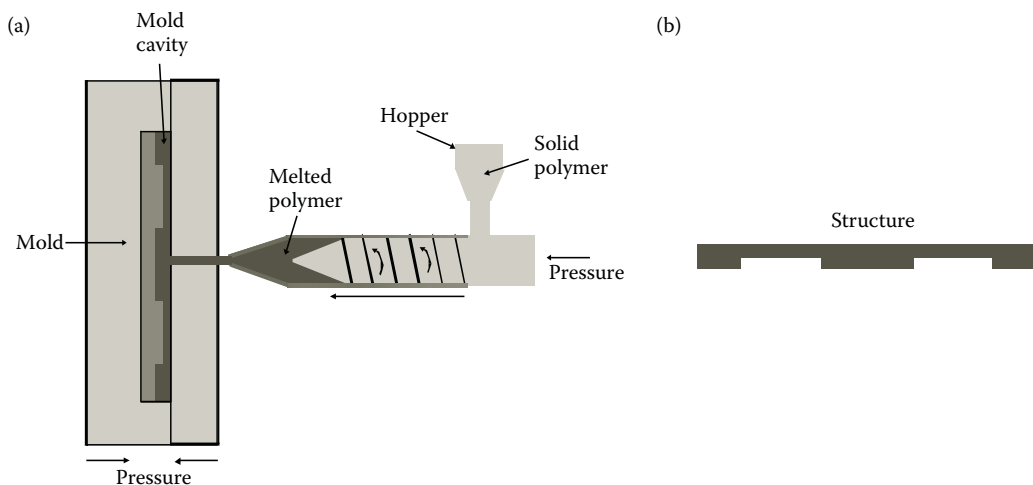 (a)
Mold
cavity
Hopper
Solid
polymer
Melted
polymer
Mold
Pressure
Pressure
(b)
Structure